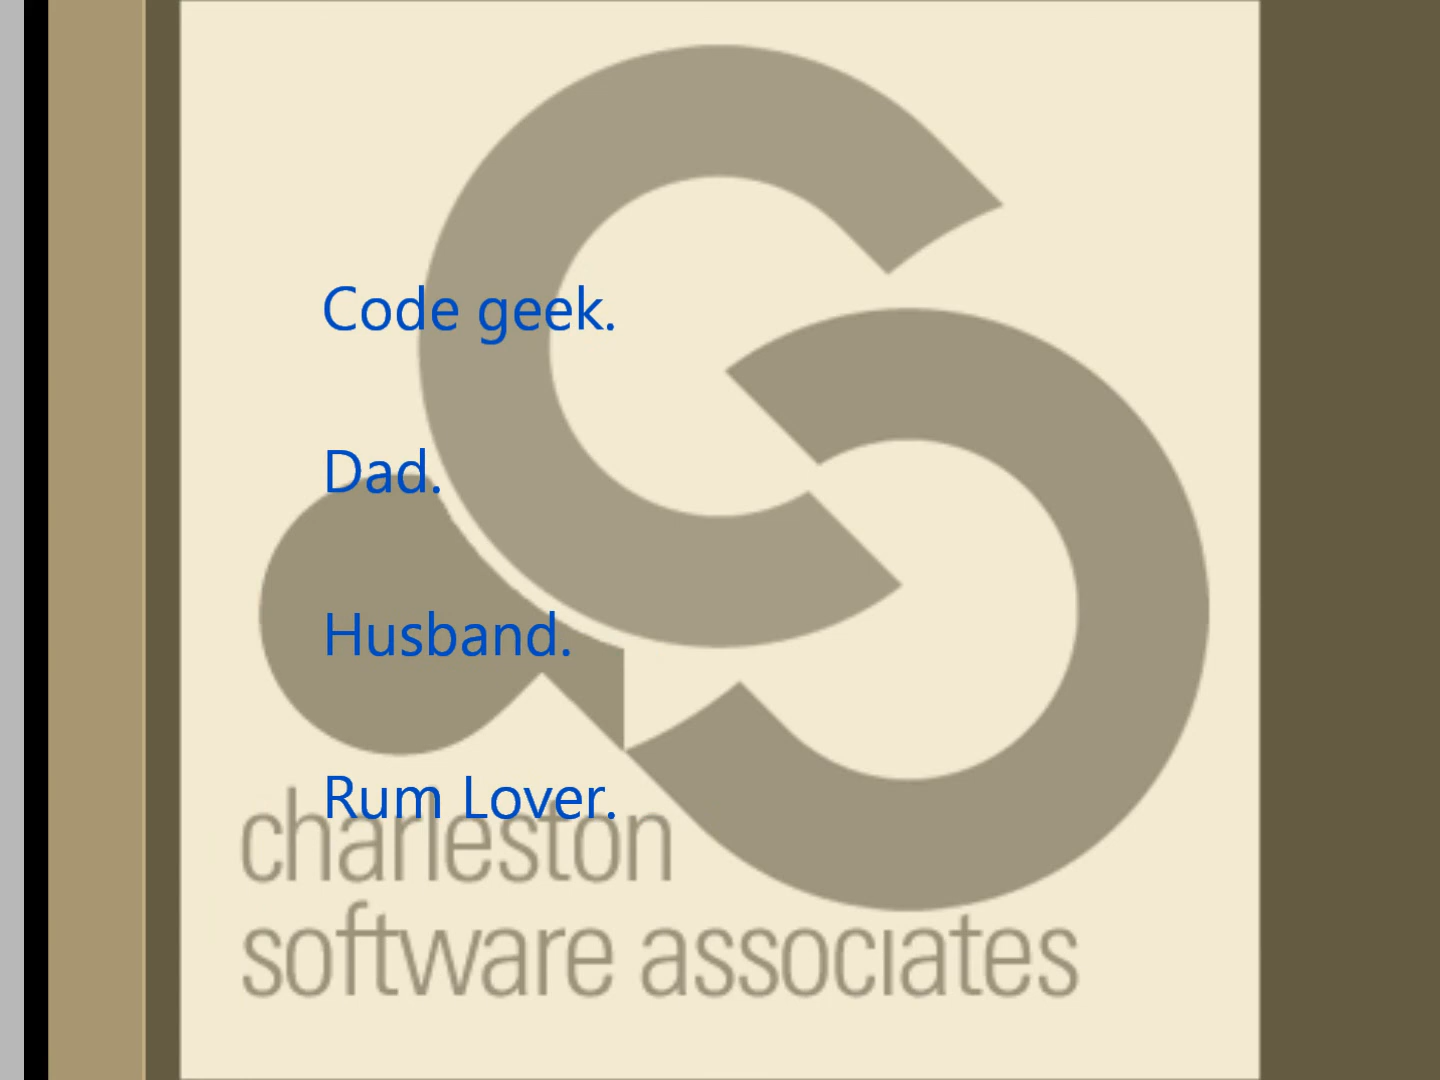 Code geek.
Dad.
Husband.
Rum Lover.
charleston
software associates